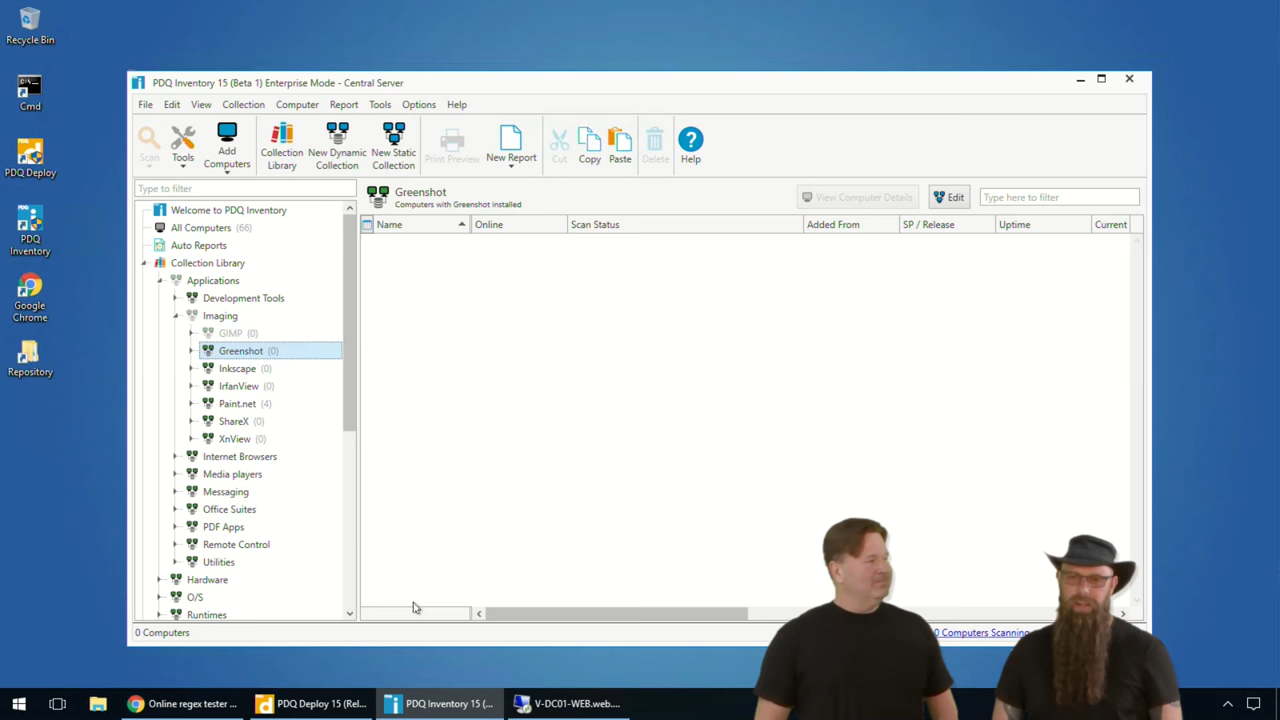 Recycle Bin
Cmd
PDQ Deploy
PDQ
Inventory
Google
Chrome
Repository
PDQ Inventory 15 (Beta 1) Enterprise Mode - Central Server
File Edit View Collection Computer Report Tools Options Help
Scan
Tools
Add
Computers
Collection
Library
New Dynamic
Collection
New Static
Collection
Print Preview
New Report
Cut
Copy
Paste
Delete
Help
Type to filter
Welcome to PDQ Inventory
All Computers (66)
Auto Reports
Collection Library
Applications
Development Tools
Imaging
GIMP (0)
Greenshot (0)
Inkscape (0)
IrfanView (0)
Paint.net (4)
ShareX (0)
XnView (0)
Internet Browsers
Media players
Messaging
Office Suites
PDF Apps
Remote Control
Utilities
Hardware
O/S
Runtimes
Greenshot
Computers with Greenshot installed
View Computer Details
Edit
Type here to filter
Name Online Scan Status Added From SP / Release Uptime Current
0 Computers
0 Computers Scanning
Online regex tester ...
PDQ Deploy 15 (Rel...
PDQ Inventory 15 (...
V-DC01-WEB.web....